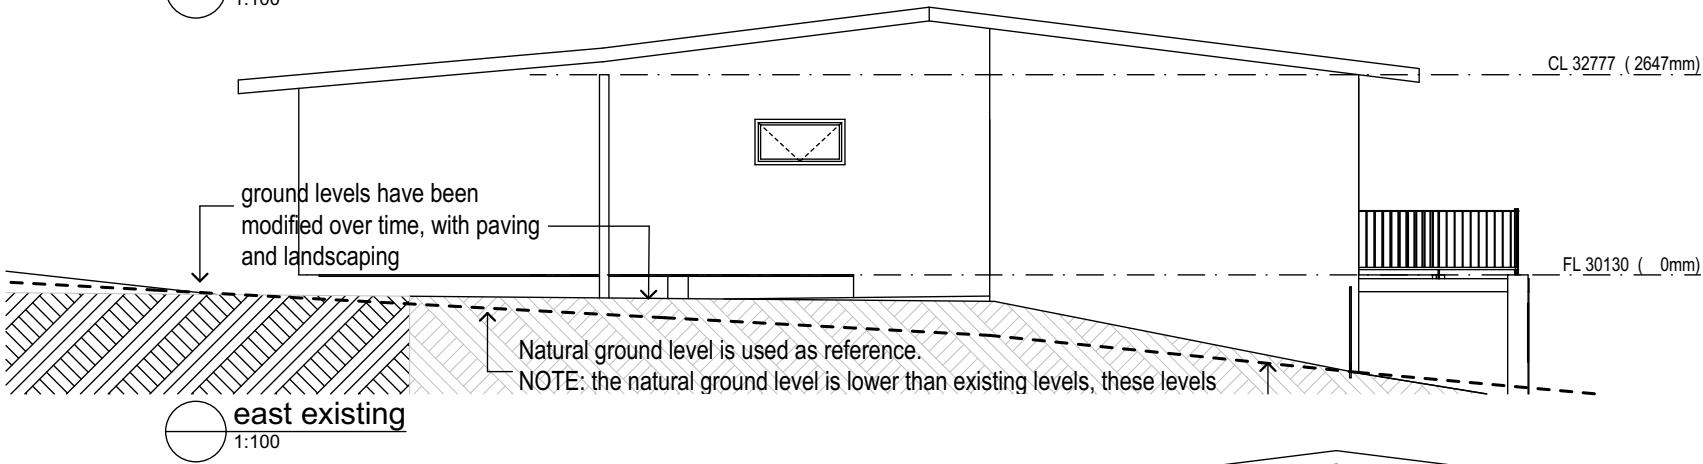 1:100
CL 32777 ( 2647mm)
ground levels have been
modified over time, with paving
and landscaping
FL 30130 ( 0mm)
Natural ground level is used as reference.
NOTE: the natural ground level is lower than existing levels, these levels
east existing
1:100